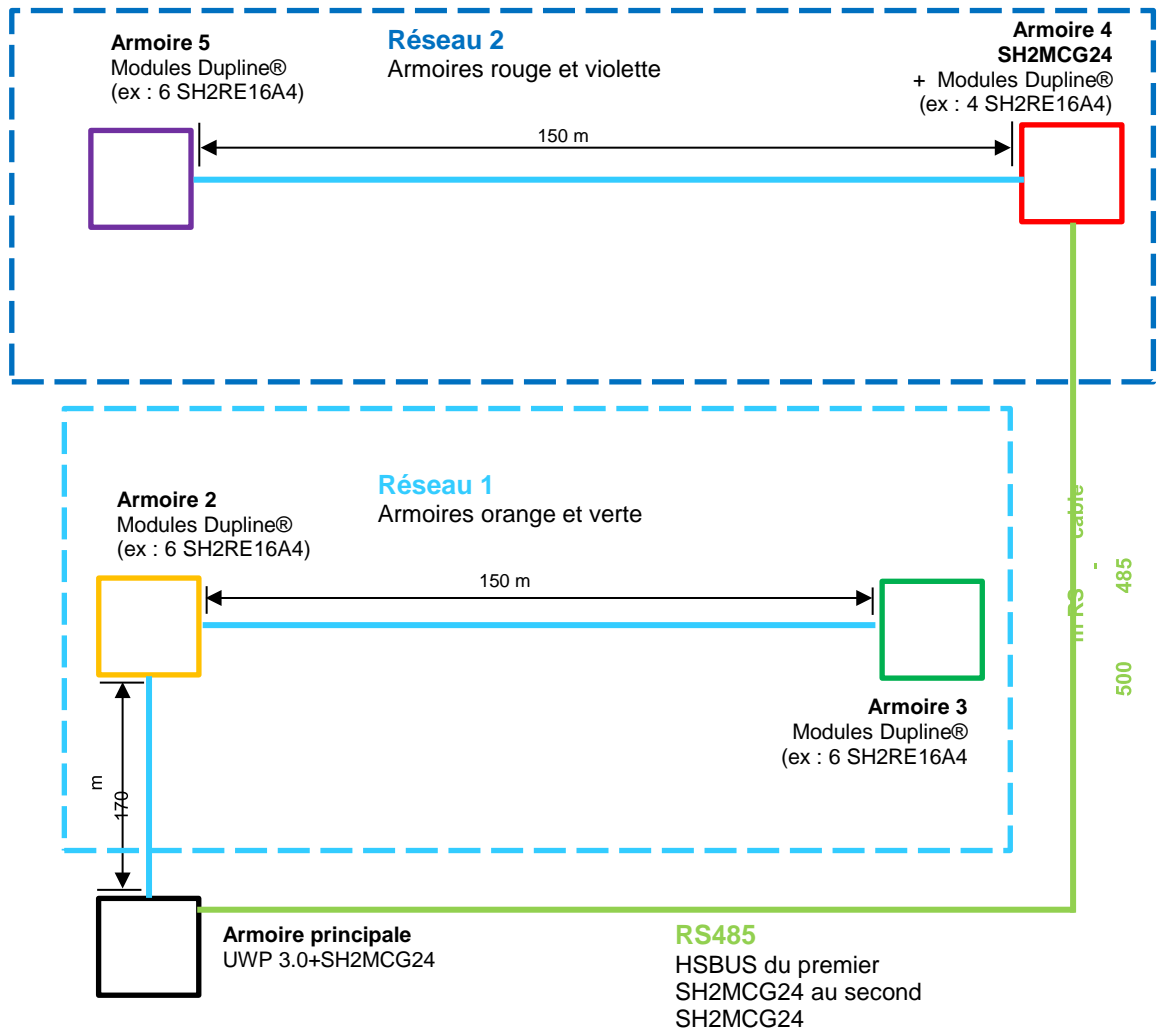 Armoire 5
Modules Dupline®
(ex : 6 SH2RE16A4)
Réseau 2
Armoires rouge et violette
Armoire 4
SH2MCG24
+ Modules Dupline®
(ex : 4 SH2RE16A4)
150 m
Réseau 1
Armoires orange et verte
Armoire 2
Modules Dupline®
(ex : 6 SH2RE16A4)
150 m
Armoire 3
Modules Dupline®
(ex : 6 SH2RE16A4
170 m
500 m RS - 485 cable
Armoire principale
UWP 3.0+SH2MCG24
RS485
HSBUS du premier
SH2MCG24 au second
SH2MCG24